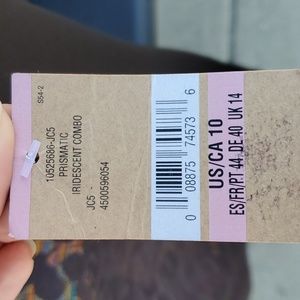 S54-2
10525686-JC5
PRISMATIC
IRIDESCENT COMBO
JC5 -
4500596054
0 08875 74573 6
US/CA 10
ES/FR/PT 44 DE 40 UK 14